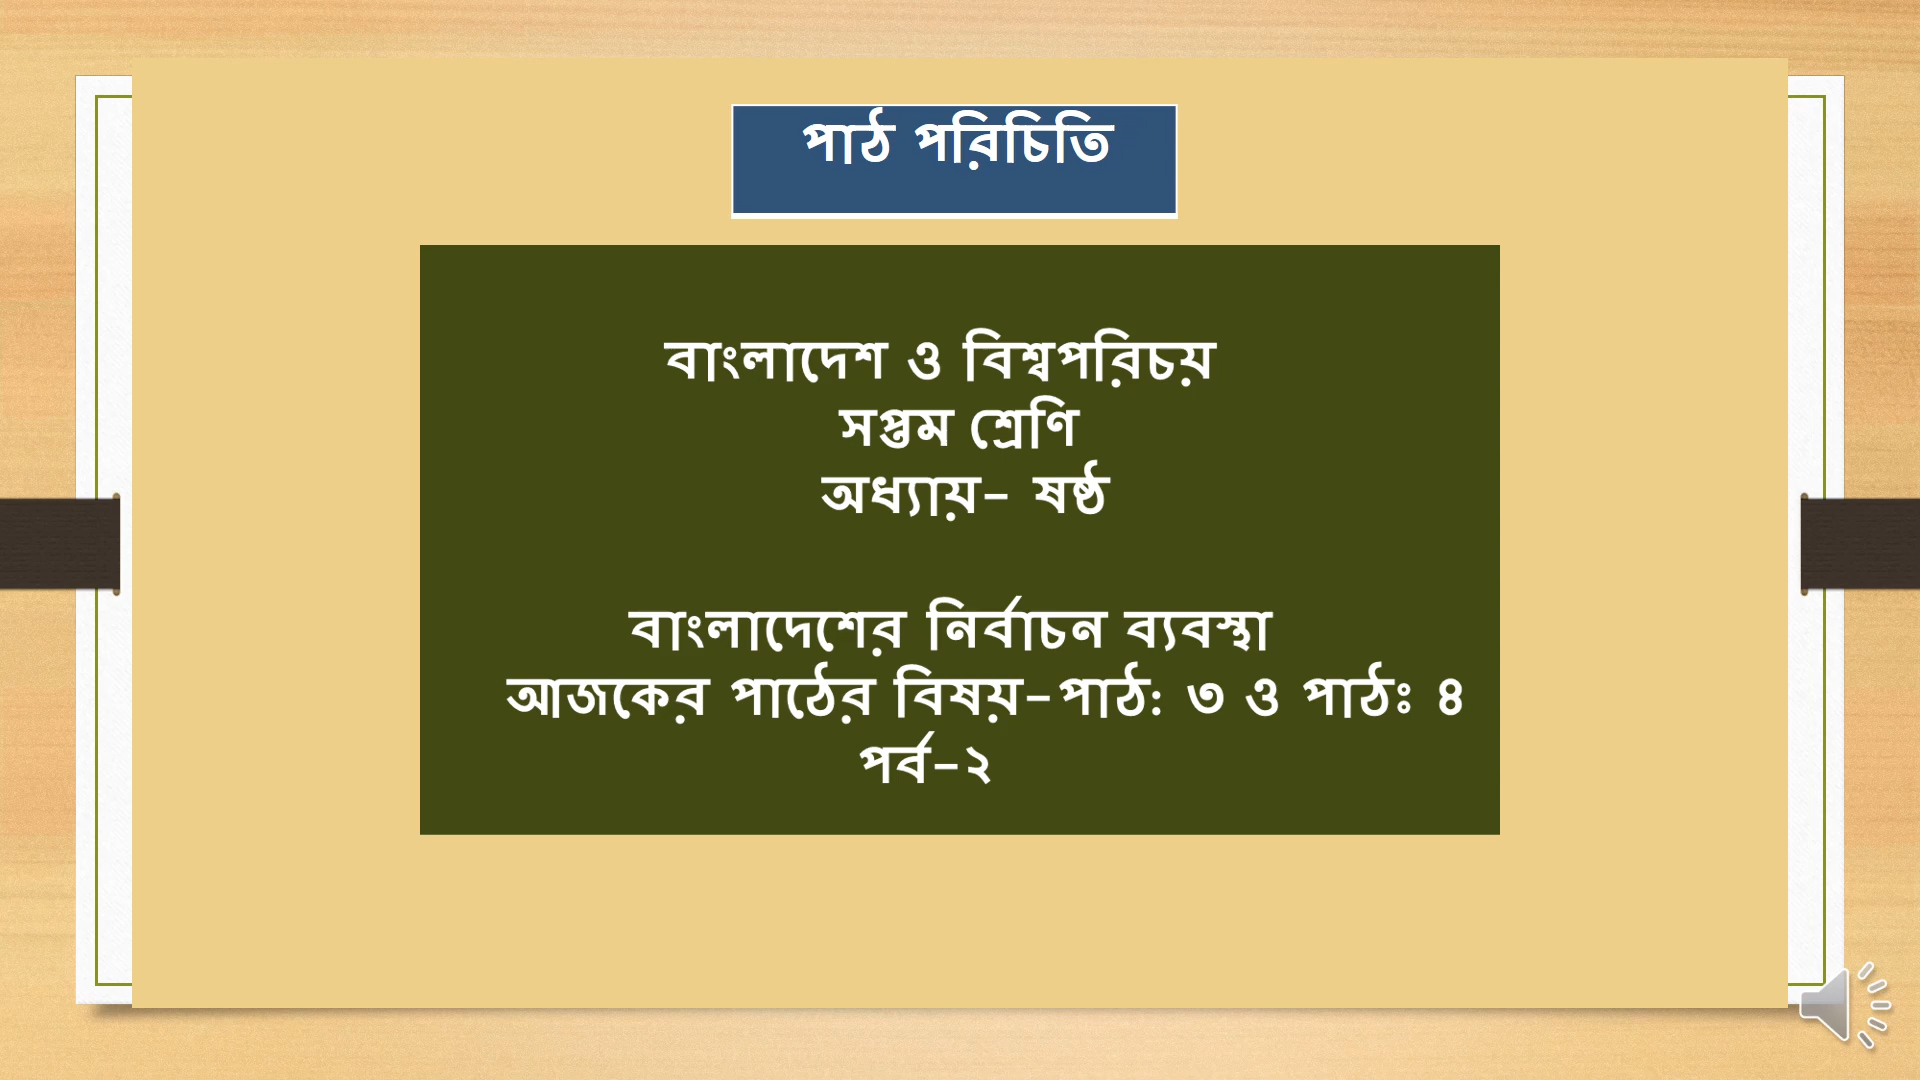 পাঠ পরিচিতি
বাংলাদেশ ও বিশ্বপরিচয়
সপ্তম শ্রেণি
অধ্যায়– ষষ্ঠ
বাংলাদেশের নির্বাচন ব্যবস্থা
আজকের পাঠের বিষয়–পাঠ: ৩ ও পাঠঃ ৪
পর্ব–২